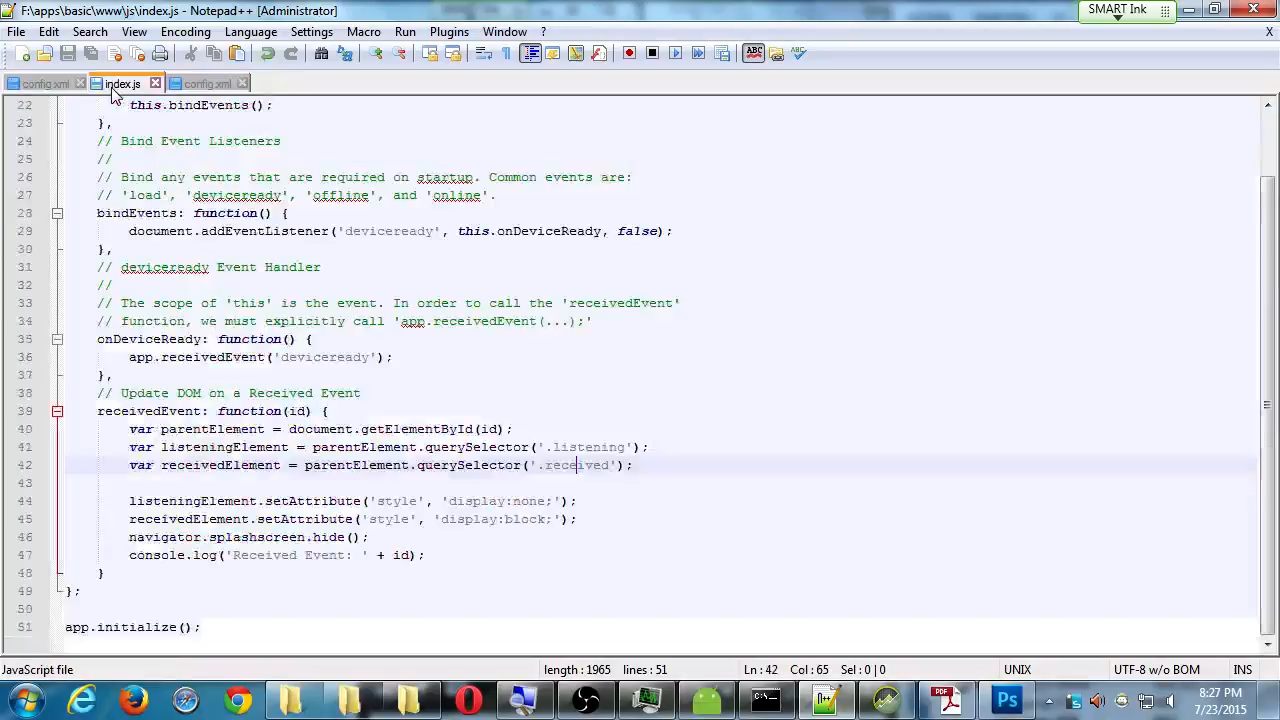 F:\apps\basic\www\js\index.js - Notepad++ [Administrator]
SMART Ink
File Edit Search View Encoding Language Settings Macro Run Plugins Window ?
X
ABC
ABC
config.xml index.js config.xml
22 this.bindEvents();
23 },
24 // Bind Event Listeners
25 //
26 // Bind any events that are required on startup. Common events are:
27 // 'load', 'deviceready', 'offline', and 'online'.
28 bindEvents: function() {
29 document.addEventListener('deviceready', this.onDeviceReady, false);
30 },
31 // deviceready Event Handler
32 //
33 // The scope of 'this' is the event. In order to call the 'receivedEvent'
34 // function, we must explicitly call 'app.receivedEvent(...);'
35 onDeviceReady: function() {
36 app.receivedEvent('deviceready');
37 },
38 // Update DOM on a Received Event
39 receivedEvent: function(id) {
40 var parentElement = document.getElementById(id);
41 var listeningElement = parentElement.querySelector('.listening');
42 var receivedElement = parentElement.querySelector('.received');
43
44 listeningElement.setAttribute('style', 'display:none;');
45 receivedElement.setAttribute('style', 'display:block;');
46 navigator.splashscreen.hide();
47 console.log('Received Event: ' + id);
48 }
49 };
50
51 app.initialize();
JavaScript file length : 1965 lines : 51 Ln : 42 Col : 65 Sel : 0 | 0 UNIX UTF-8 w/o BOM INS
PDF
Ps
8:27 PM
7/23/2015